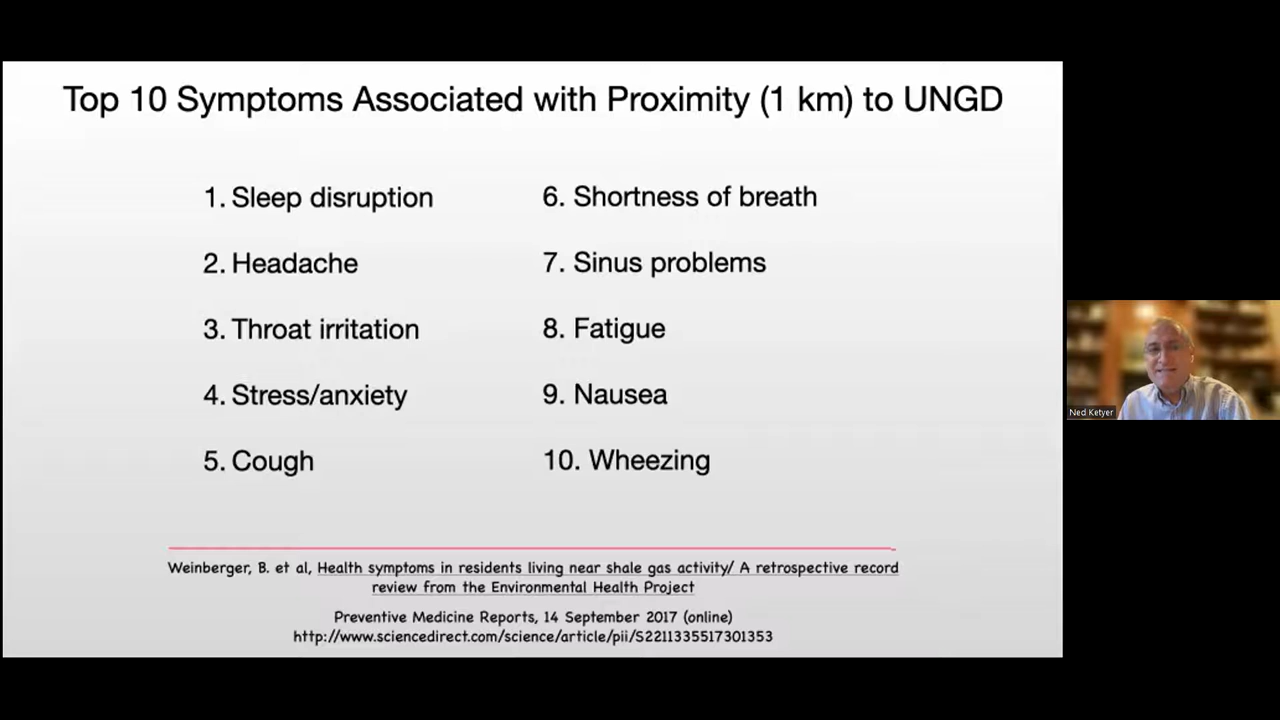 Top 10 Symptoms Associated with Proximity (1 km) to UNGD
1. Sleep disruption
2. Headache
3. Throat irritation
4. Stress/anxiety
5. Cough
6. Shortness of breath
7. Sinus problems
8. Fatigue
9. Nausea
10. Wheezing
Weinberger, B. et al, Health symptoms in residents living near shale gas activity/ A retrospective record
review from the Environmental Health Project
Preventive Medicine Reports, 14 September 2017 (online)
http://www.sciencedirect.com/science/article/pii/S2211335517301353
Ned Ketyer